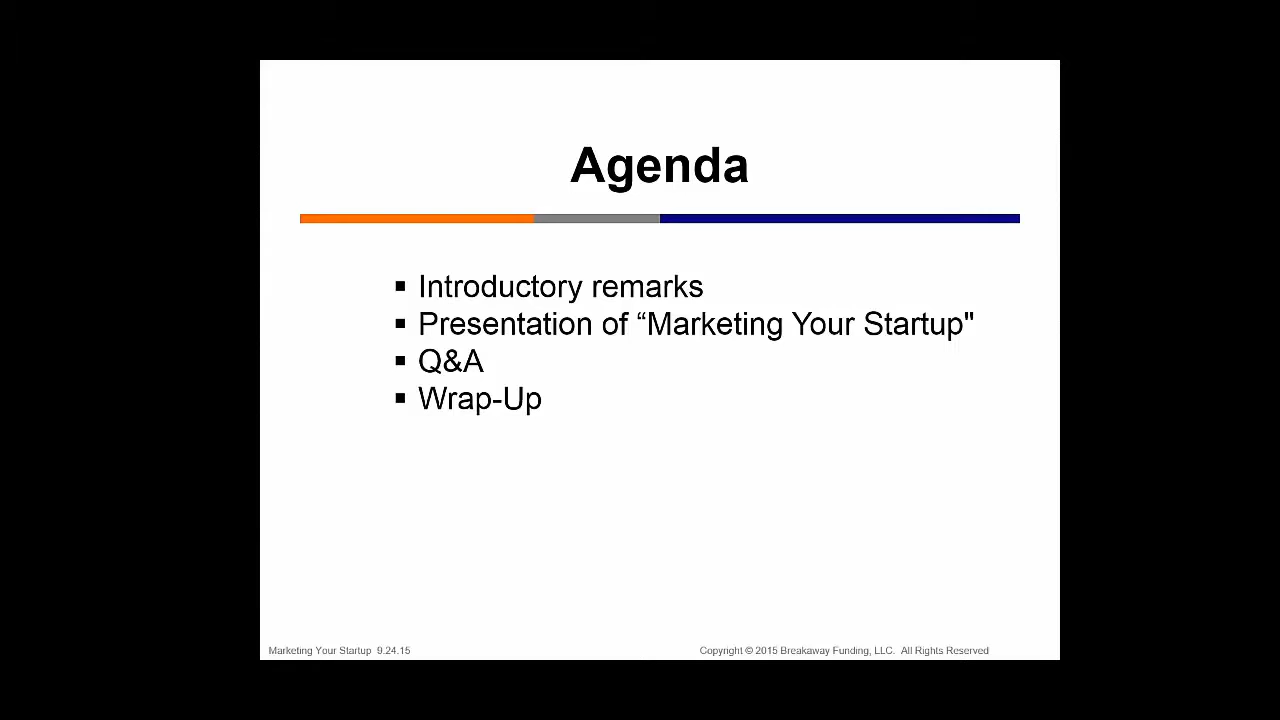 Agenda
▪ Introductory remarks
▪ Presentation of “Marketing Your Startup"
▪ Q&A
▪ Wrap-Up
Marketing Your Startup 9.24.15
Copyright © 2015 Breakaway Funding, LLC. All Rights Reserved